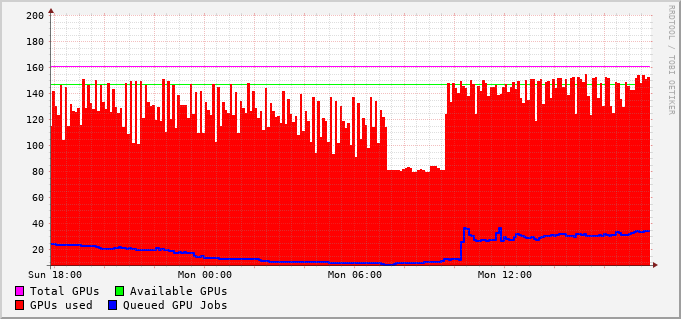 200
180
160
140
120
100
80
60
40
20
Sun 18:00 Mon 00:00 Mon 06:00 Mon 12:00
Total GPUs Available GPUs
GPUs used Queued GPU Jobs
RRDTOOL / TOBI OETIKER